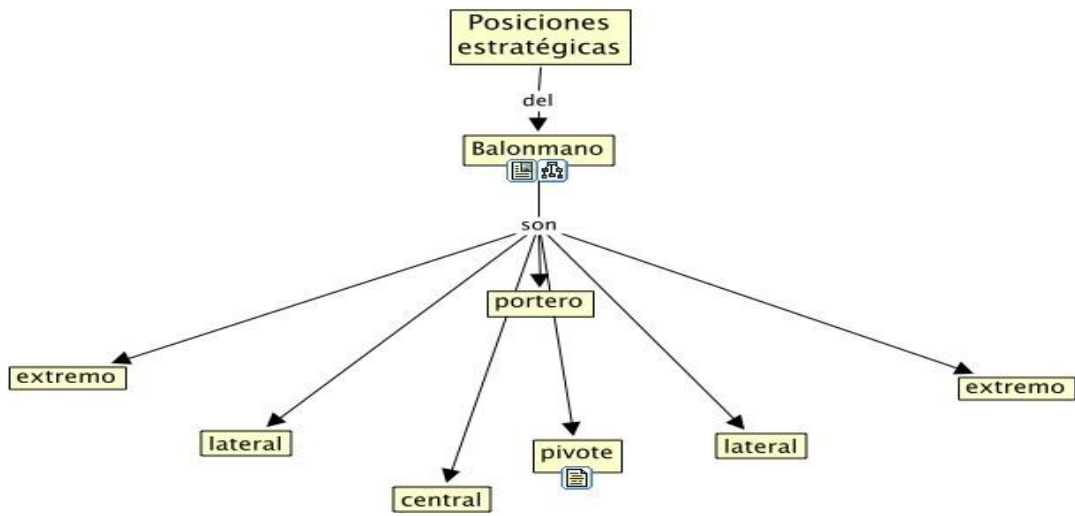 Posiciones
estratégicas
del
Balonmano
son
portero
extremo
extremo
lateral
lateral
pivote
central